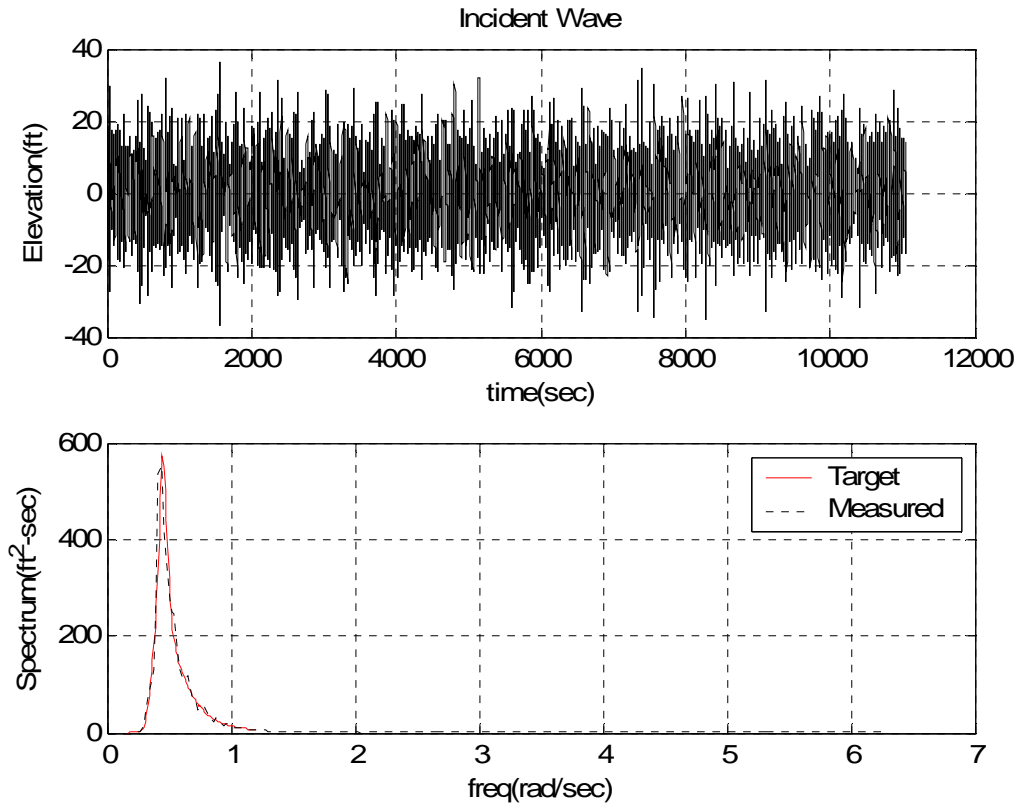 Incident Wave
40
20
0
-20
-40
Elevation(ft)
0 2000 4000 6000 8000 10000 12000
time(sec)
600
400
200
0
Spectrum(ft²-sec)
Target
Measured
0 1 2 3 4 5 6 7
freq(rad/sec)